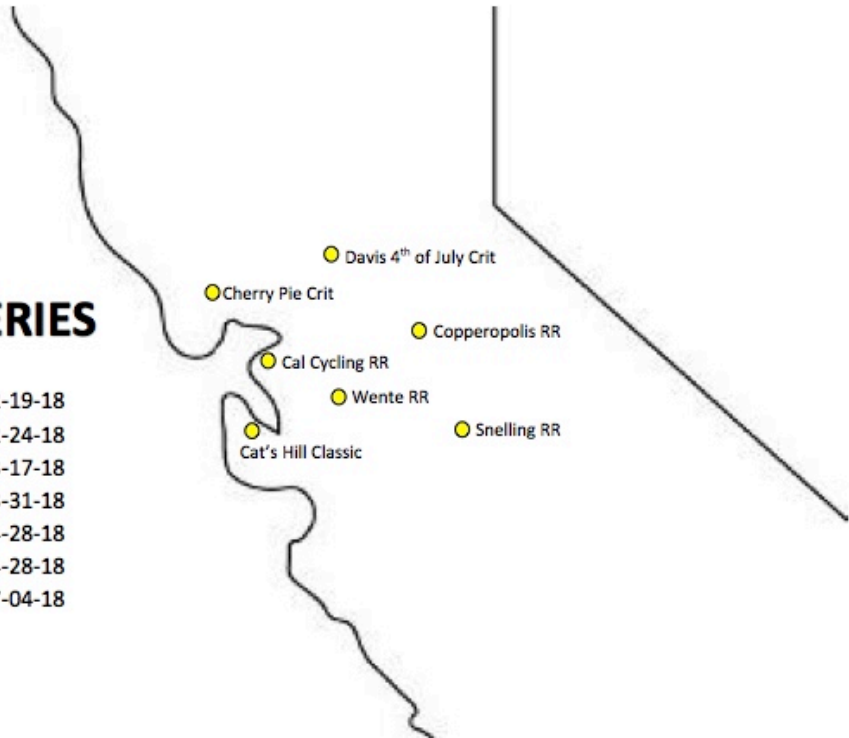 Davis 4th of July Crit
Cherry Pie Crit
ERIES
Copperopolis RR
Cal Cycling RR
Wente RR
-19-18
Snelling RR
-24-18
Cat's Hill Classic
-17-18
-31-18
-28-18
-28-18
-04-18